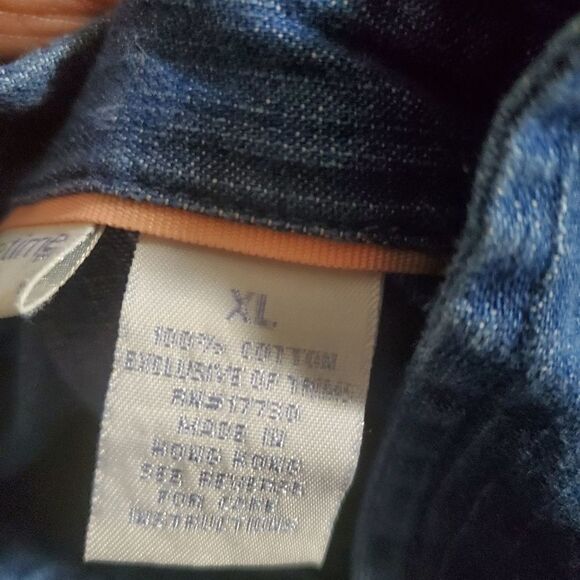 XL
100% COTTON
EXCLUSIVE OF TRIMS
RN#17730
MADE IN
HONG KONG
SEE REVERSE
FOR CARE
INSTRUCTIONS